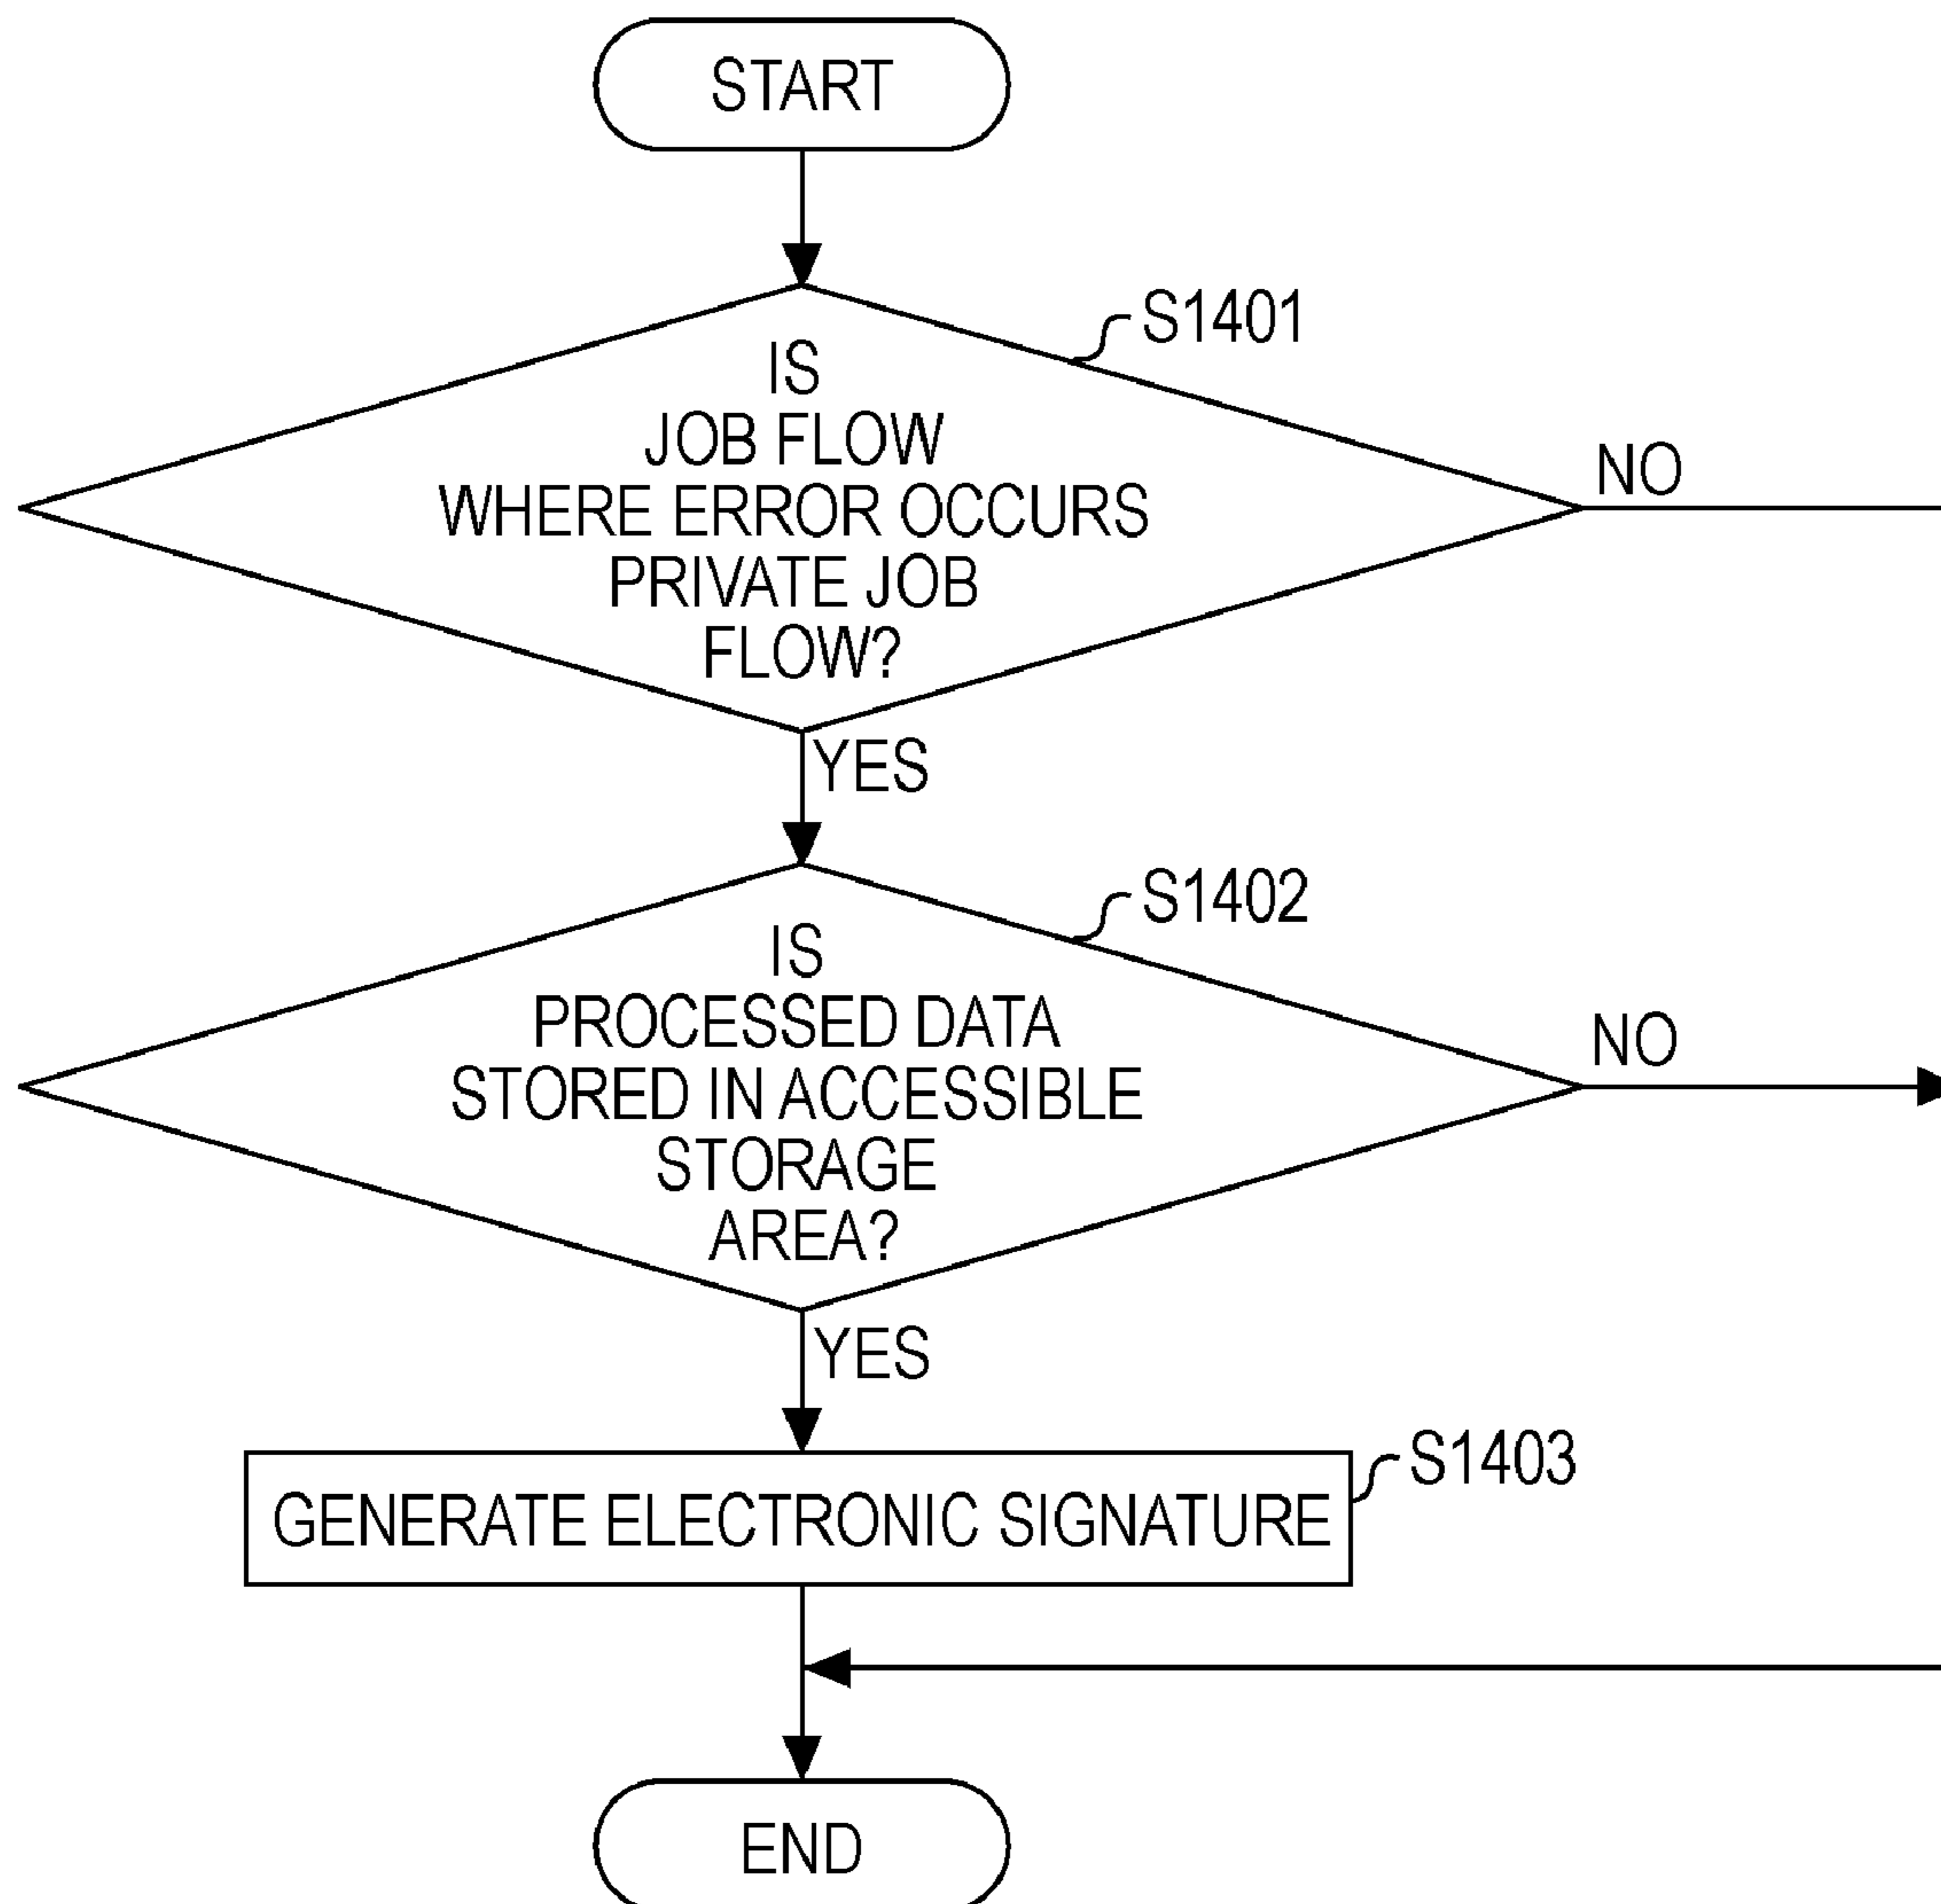 START
S1401
IS
JOB FLOW
WHERE ERROR OCCURS
PRIVATE JOB
FLOW?
NO
YES
S1402
IS
PROCESSED DATA
STORED IN ACCESSIBLE
STORAGE
AREA?
NO
YES
S1403
GENERATE ELECTRONIC SIGNATURE
END